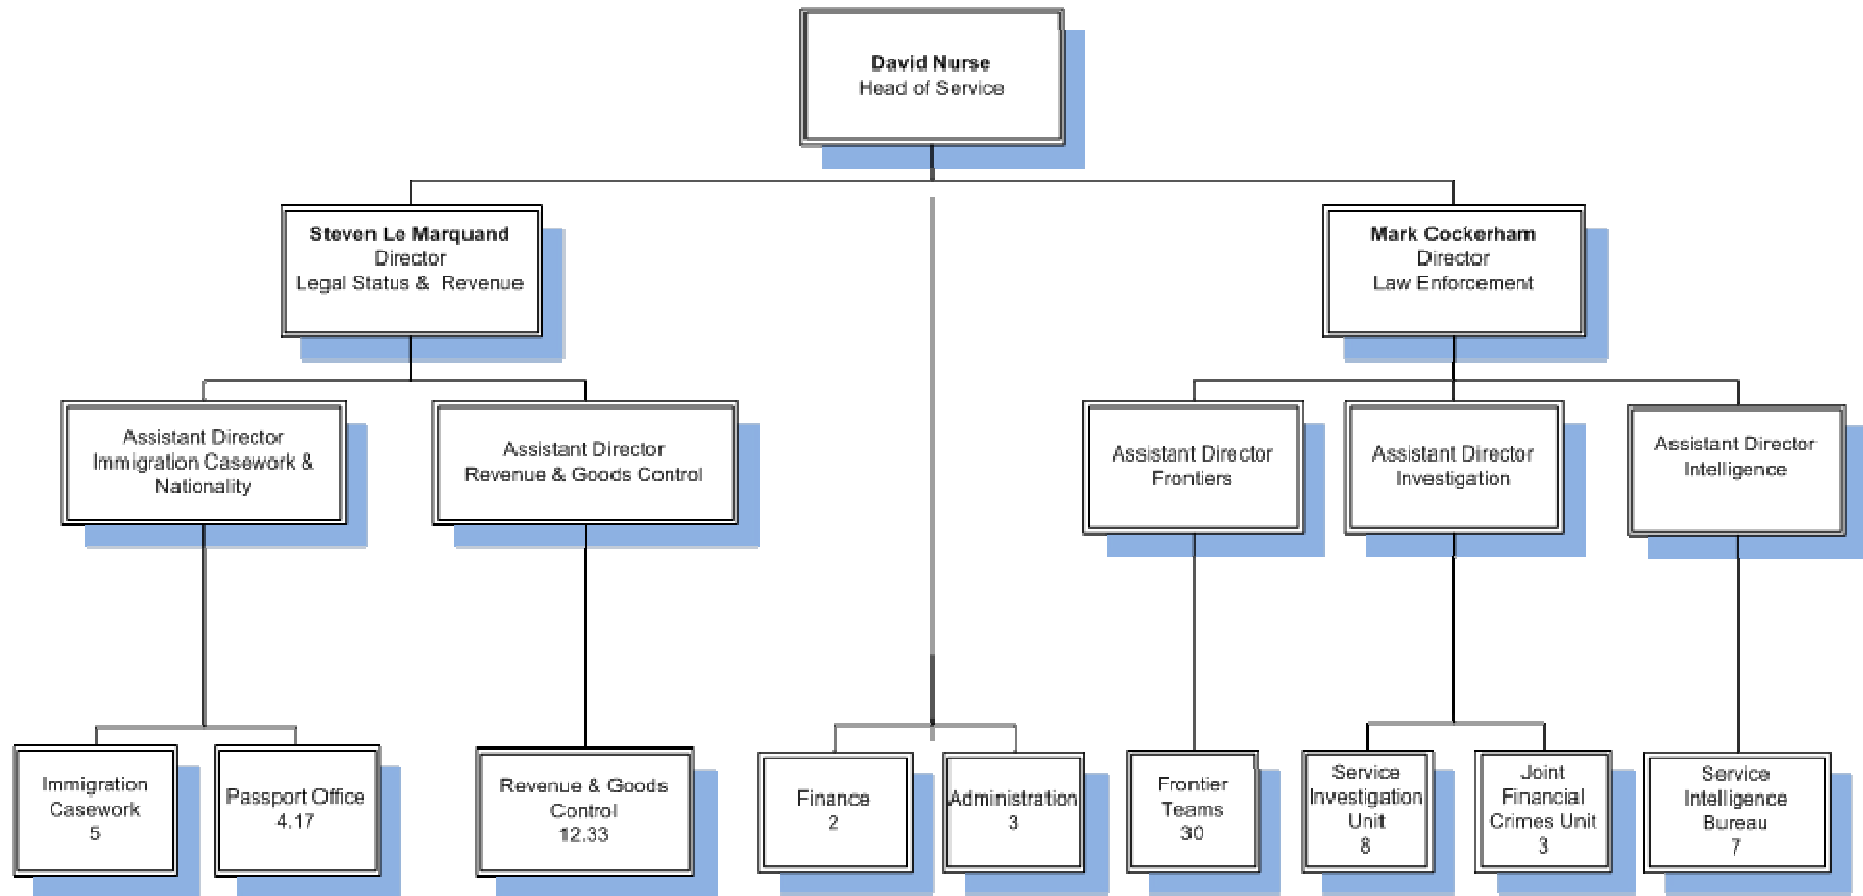 David Nurse
Head of Service
Steven Le Marquand
Director
Legal Status & Revenue
Mark Cockerham
Director
Law Enforcement
Assistant Director
Immigration Casework &
Nationality
Assistant Director
Revenue & Goods Control
Assistant Director
Frontiers
Assistant Director
Investigation
Assistant Director
Intelligence
Immigration
Casework
5
Passport Office
4.17
Revenue & Goods
Control
12.33
Finance
2
Administration
3
Frontier
Teams
30
Service
Investigation
Unit
8
Joint
Financial
Crimes Unit
3
Service
Intelligence
Bureau
7